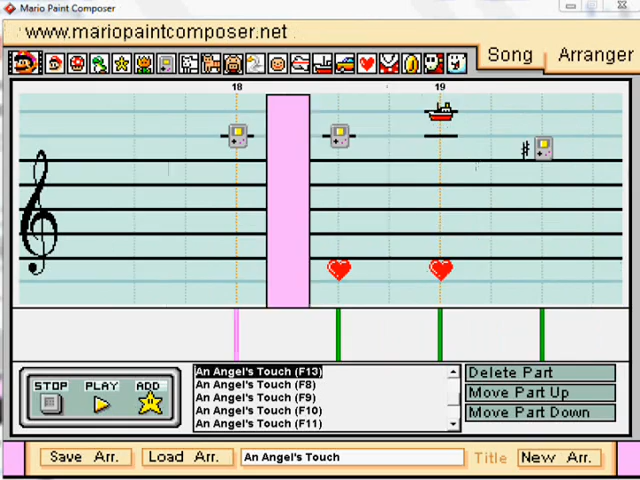 Mario Paint Composer
www.mariopaintcomposer.net
Song
Arranger
18
19
STOP
PLAY
ADD
An Angel's Touch (F13)
An Angel's Touch (F8)
An Angel's Touch (F9)
An Angel's Touch (F10)
An Angel's Touch (F11)
Delete Part
Move Part Up
Move Part Down
Save Arr.
Load Arr.
An Angel's Touch
Title
New Arr.